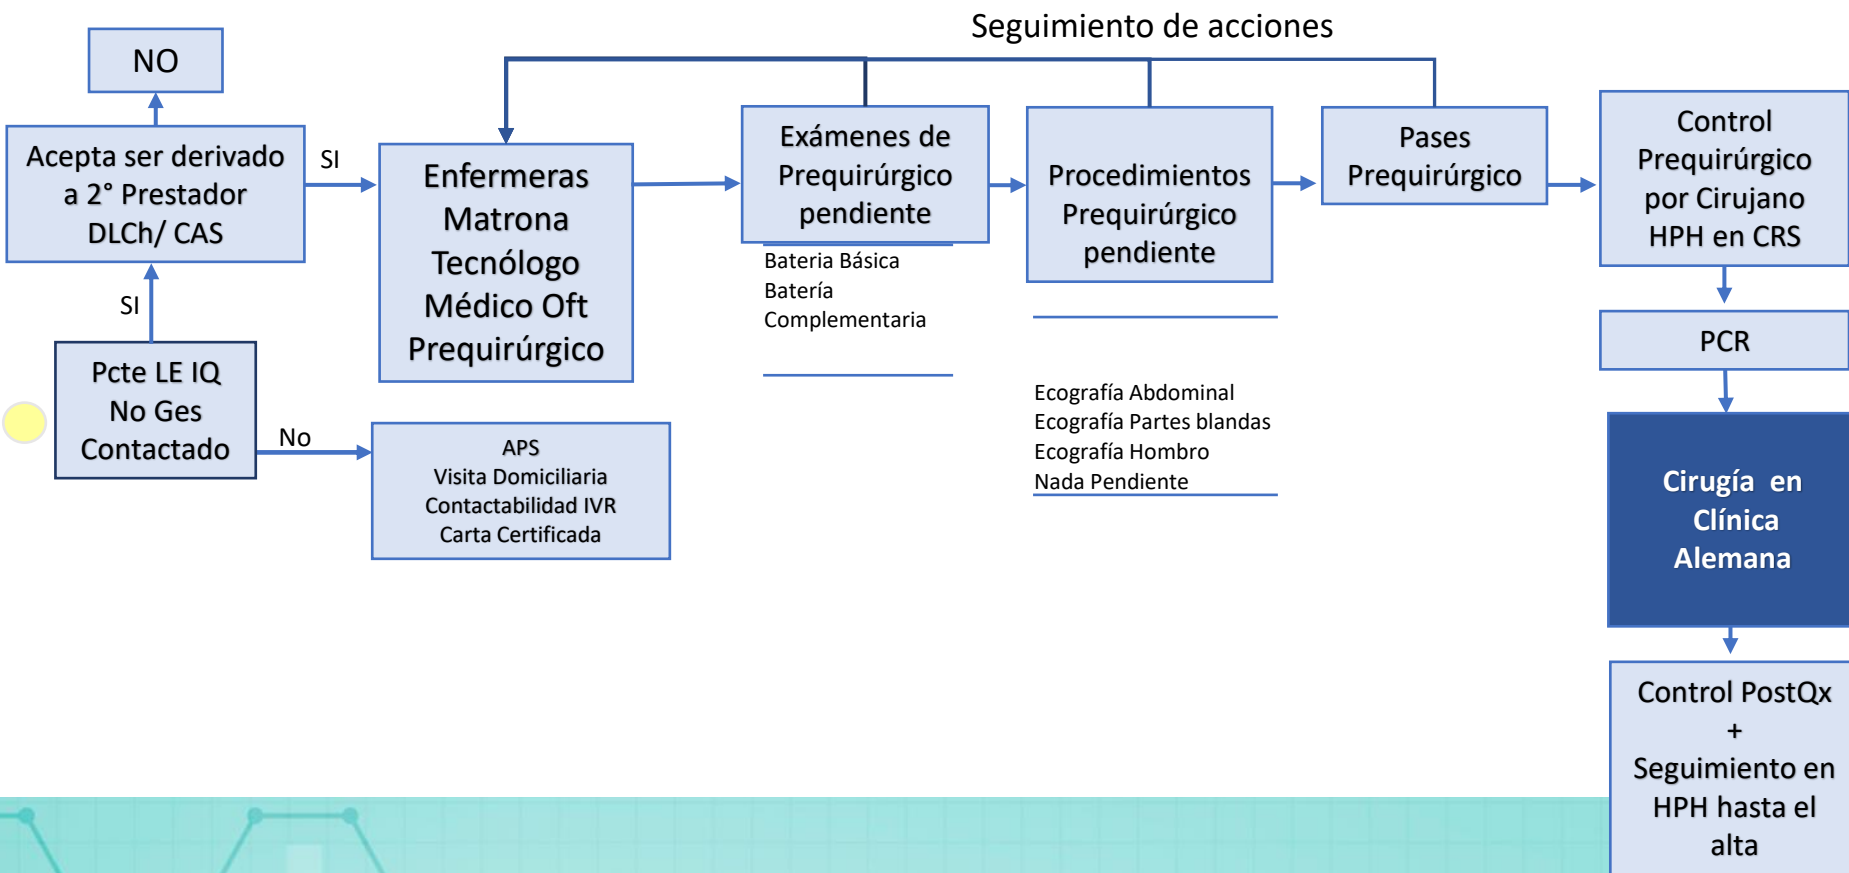 Seguimiento de acciones
NO
Acepta ser derivado
a 2° Prestador
DLCh/ CAS
SI
SI
Pcte LE IQ
No Ges
Contactado
No
APS
Visita Domiciliaria
Contactabilidad IVR
Carta Certificada
Enfermeras
Matrona
Tecnólogo
Médico Oft
Prequirúrgico
Exámenes de
Prequirúrgico
pendiente
Bateria Básica
Batería
Complementaria
Procedimientos
Prequirúrgico
pendiente
Ecografía Abdominal
Ecografía Partes blandas
Ecografía Hombro
Nada Pendiente
Pases
Prequirúrgico
Control
Prequirúrgico
por Cirujano
HPH en CRS
PCR
Cirugía en
Clínica
Alemana
Control PostQx
+
Seguimiento en
HPH hasta el
alta